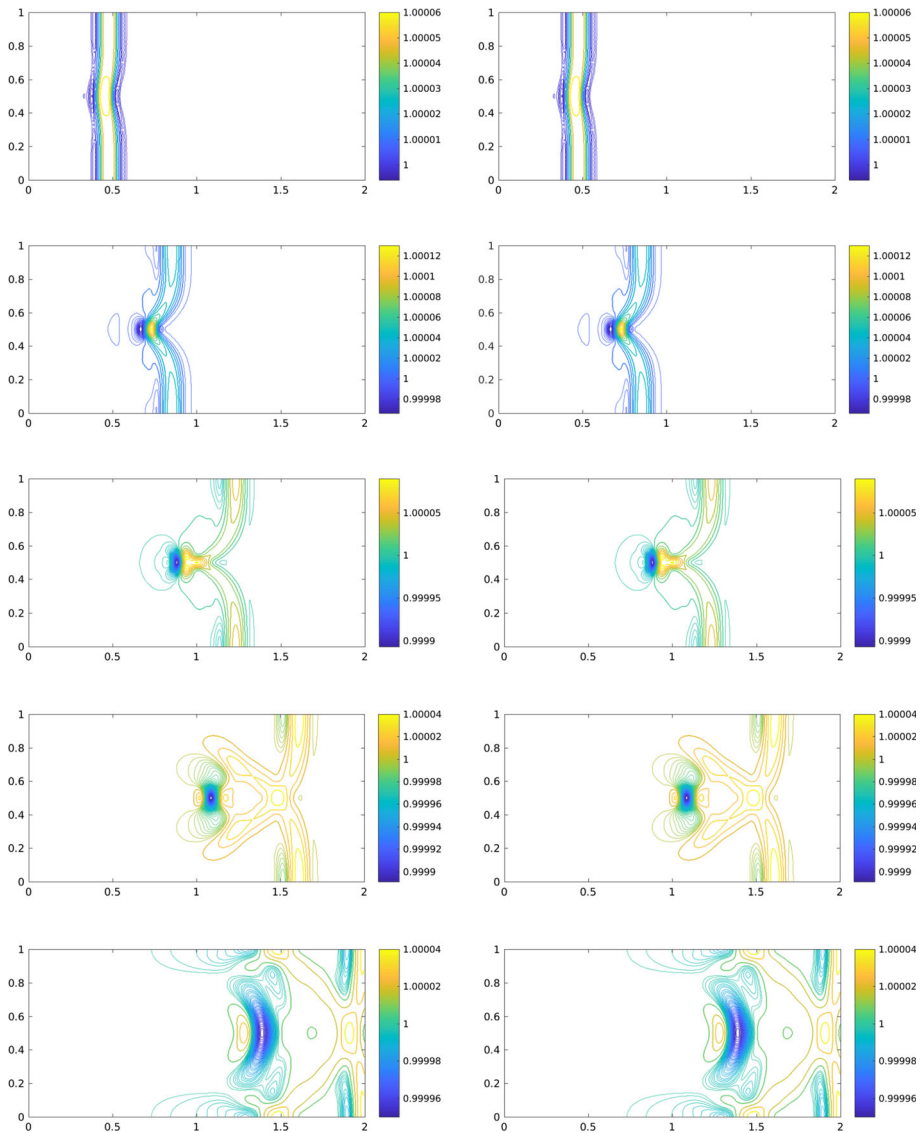 1 1.00006 1 1.00006
0.8 1.00005 0.8 1.00005
0.6 1.00004 0.6 1.00004
1.00003 1.00003
0.4 1.00002 0.4 1.00002
0.2 1.00001 0.2 1.00001
0 1 0 1
0 0.5 1 1.5 2 0 0.5 1 1.5 2
1 1.00012 1 1.00012
0.8 1.0001 0.8 1.0001
0.6 1.00008 0.6 1.00008
1.00006 1.00006
0.4 1.00004 0.4 1.00004
1.00002 1.00002
0.2 1 0.2 1
0 0.99998 0 0.99998
0 0.5 1 1.5 2 0 0.5 1 1.5 2
1 1
0.8 1.00005 0.8 1.00005
0.6 1 0.6 1
0.4 0.99995 0.4 0.99995
0.2 0.9999 0.2 0.9999
0 0
0 0.5 1 1.5 2 0 0.5 1 1.5 2
1 1.00004 1 1.00004
0.8 1.00002 0.8 1.00002
0.6 1 0.6 1
0.99998 0.99998
0.4 0.99996 0.4 0.99996
0.99994 0.99994
0.2 0.99992 0.2 0.99992
0 0.9999 0 0.9999
0 0.5 1 1.5 2 0 0.5 1 1.5 2
1 1.00004 1 1.00004
0.8 1.00002 0.8 1.00002
0.6 1 0.6 1
0.4 0.99998 0.4 0.99998
0.2 0.99996 0.2 0.99996
0 0
0 0.5 1 1.5 2 0 0.5 1 1.5 2